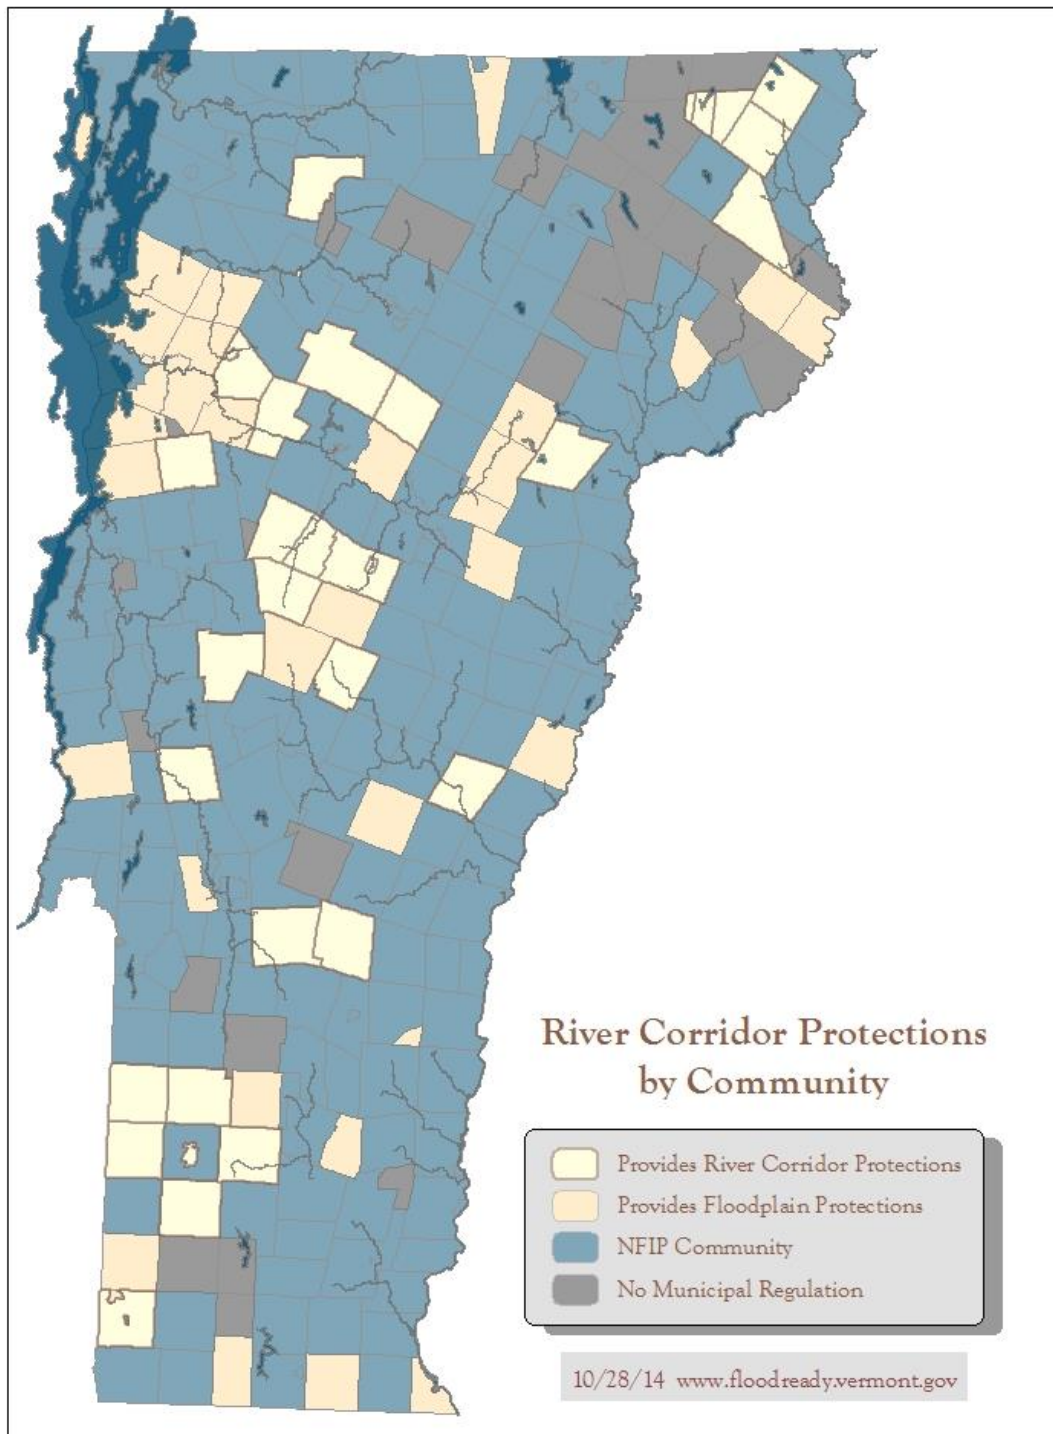 River Corridor Protections
by Community
Provides River Corridor Protections
Provides Floodplain Protections
NFIP Community
No Municipal Regulation
10/28/14 www.floodready.vermont.gov